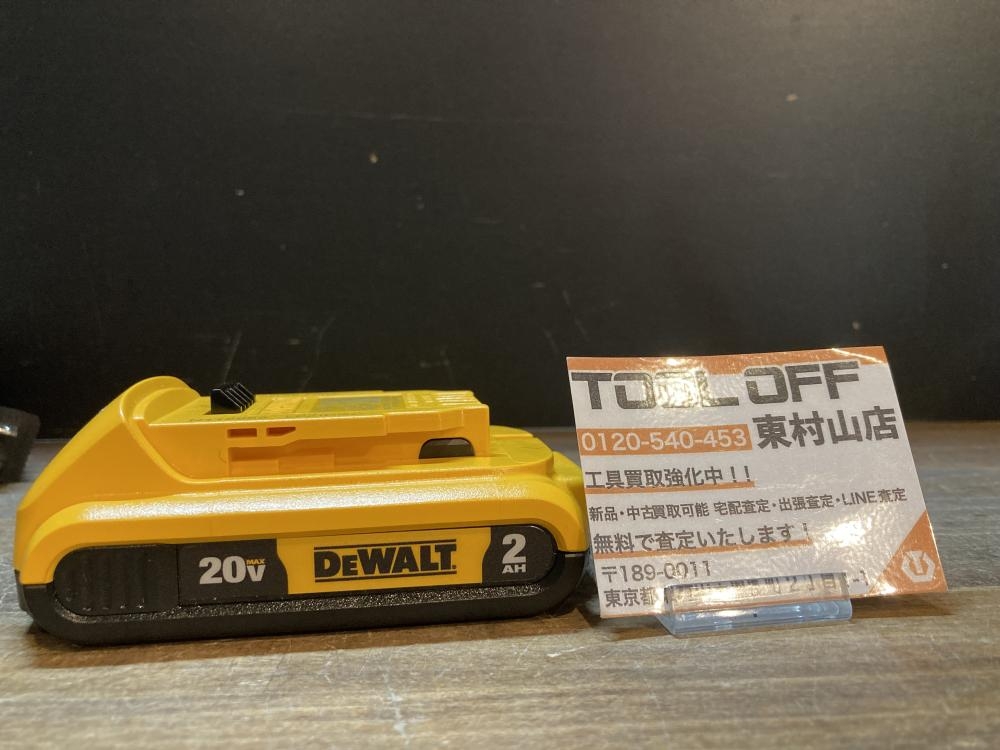 20V MAX
DEWALT
2
AH
TOOL OFF
0120-540-453 東村山店
工具買取強化中!!
新品・中古買取可能 宅配査定・出張査定・LINE査定
無料で査定いたします!
〒189-0011
東京都